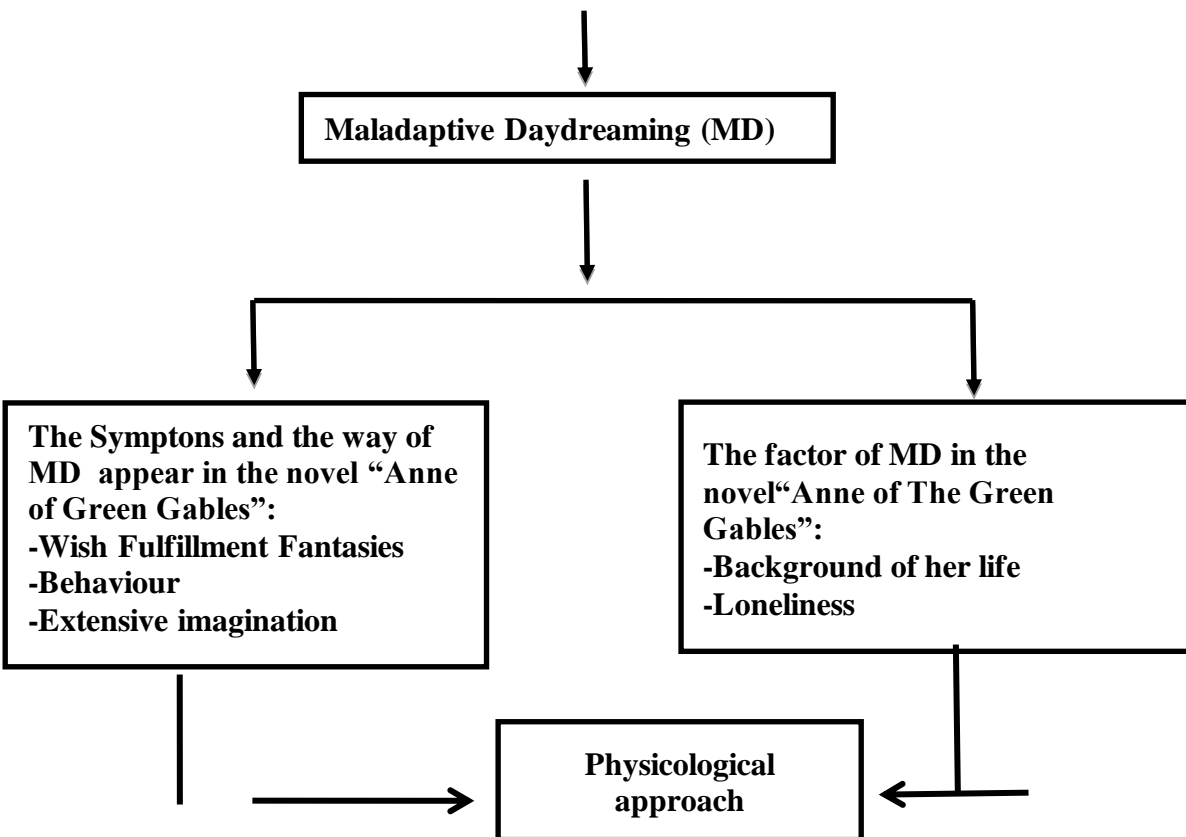 Maladaptive Daydreaming (MD)
The Symptons and the way of
MD appear in the novel “Anne
of Green Gables”:
-Wish Fulfillment Fantasies
-Behaviour
-Extensive imagination
The factor of MD in the
novel“Anne of The Green
Gables”:
-Background of her life
-Loneliness
Physicological
approach